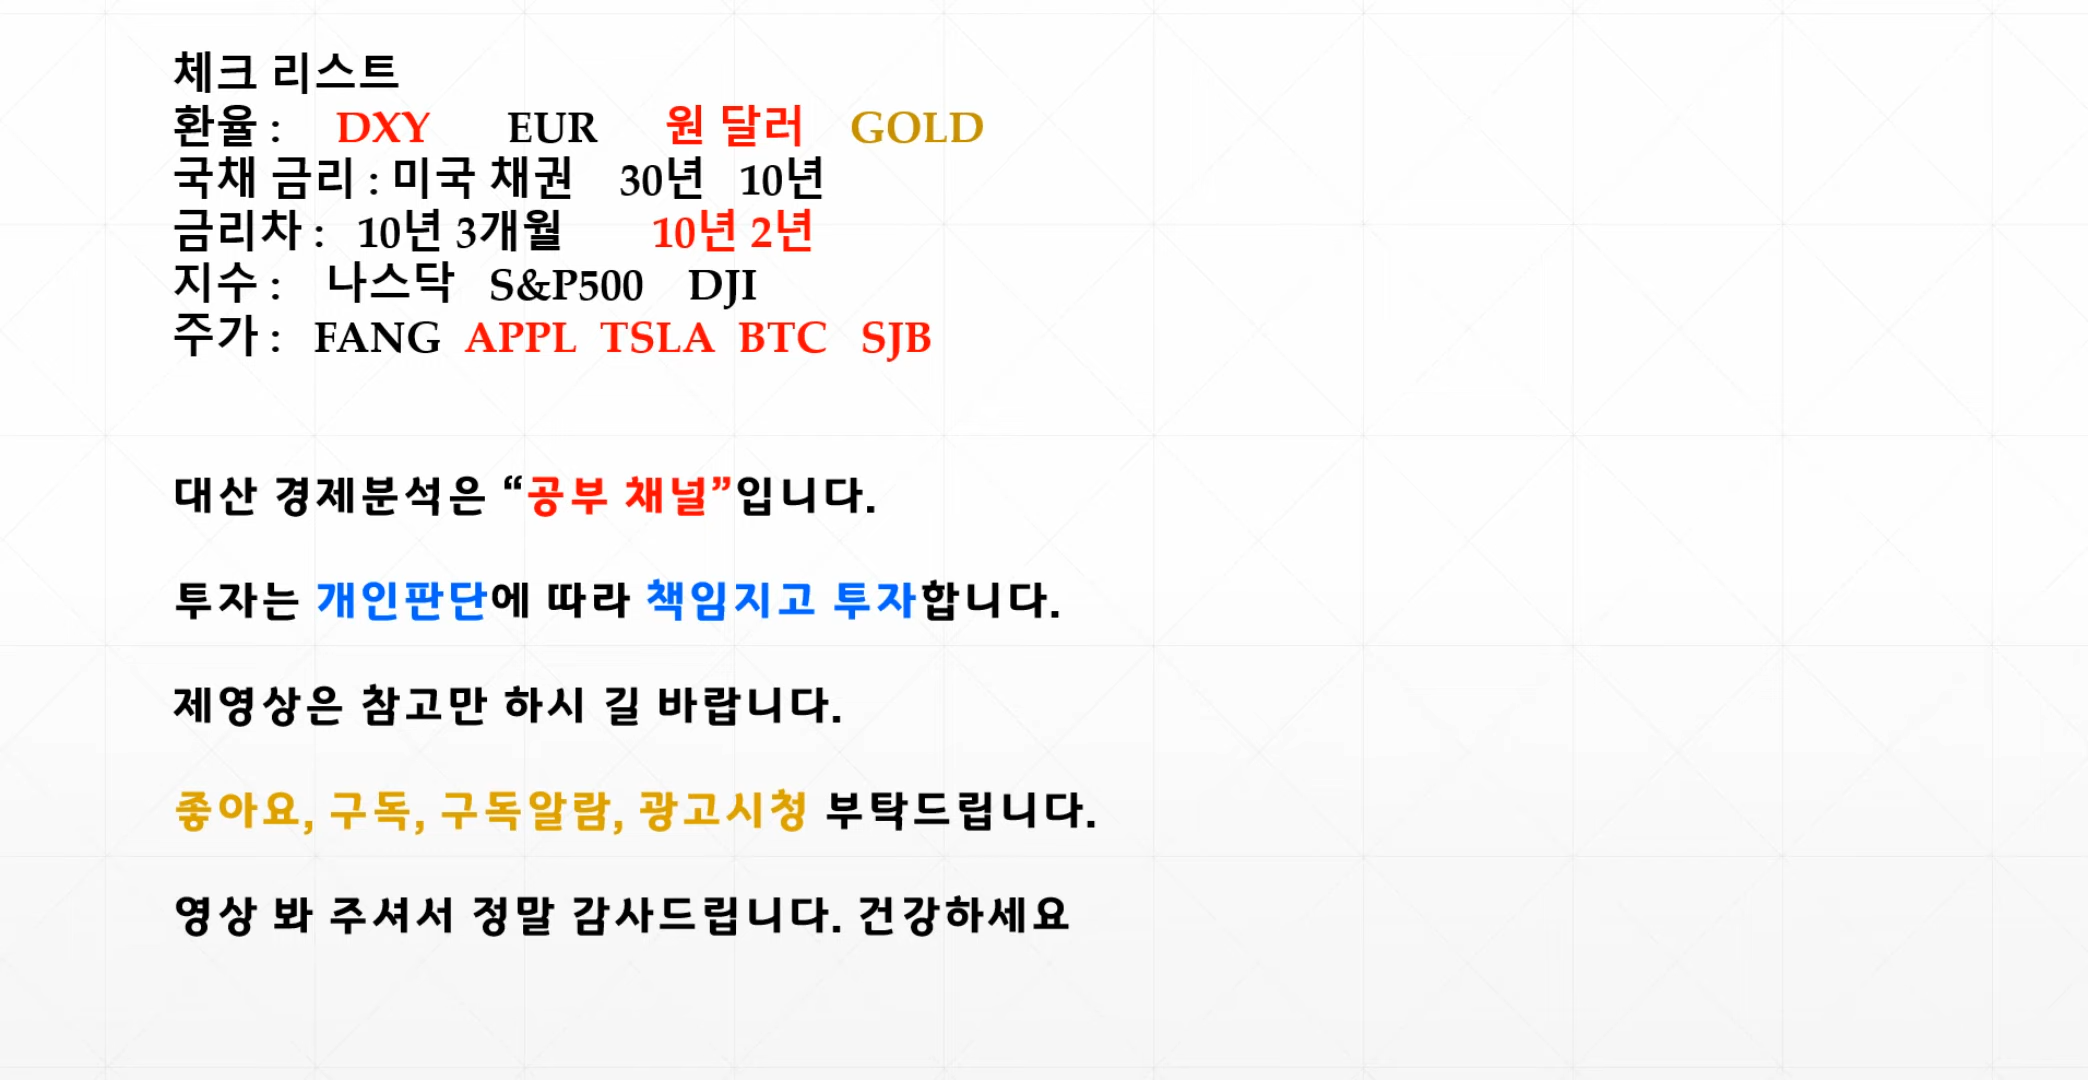 체크 리스트
환율 : DXY EUR 원 달러 GOLD
국채 금리 : 미국 채권 30년 10년
금리차 : 10년 3개월 10년 2년
지수 : 나스닥 S&P500 DJI
주가 : FANG APPL TSLA BTC SJB
대산 경제분석은 “공부 채널”입니다.
투자는 개인판단에 따라 책임지고 투자합니다.
제영상은 참고만 하시 길 바랍니다.
좋아요, 구독, 구독알람, 광고시청 부탁드립니다.
영상 봐 주셔서 정말 감사드립니다. 건강하세요